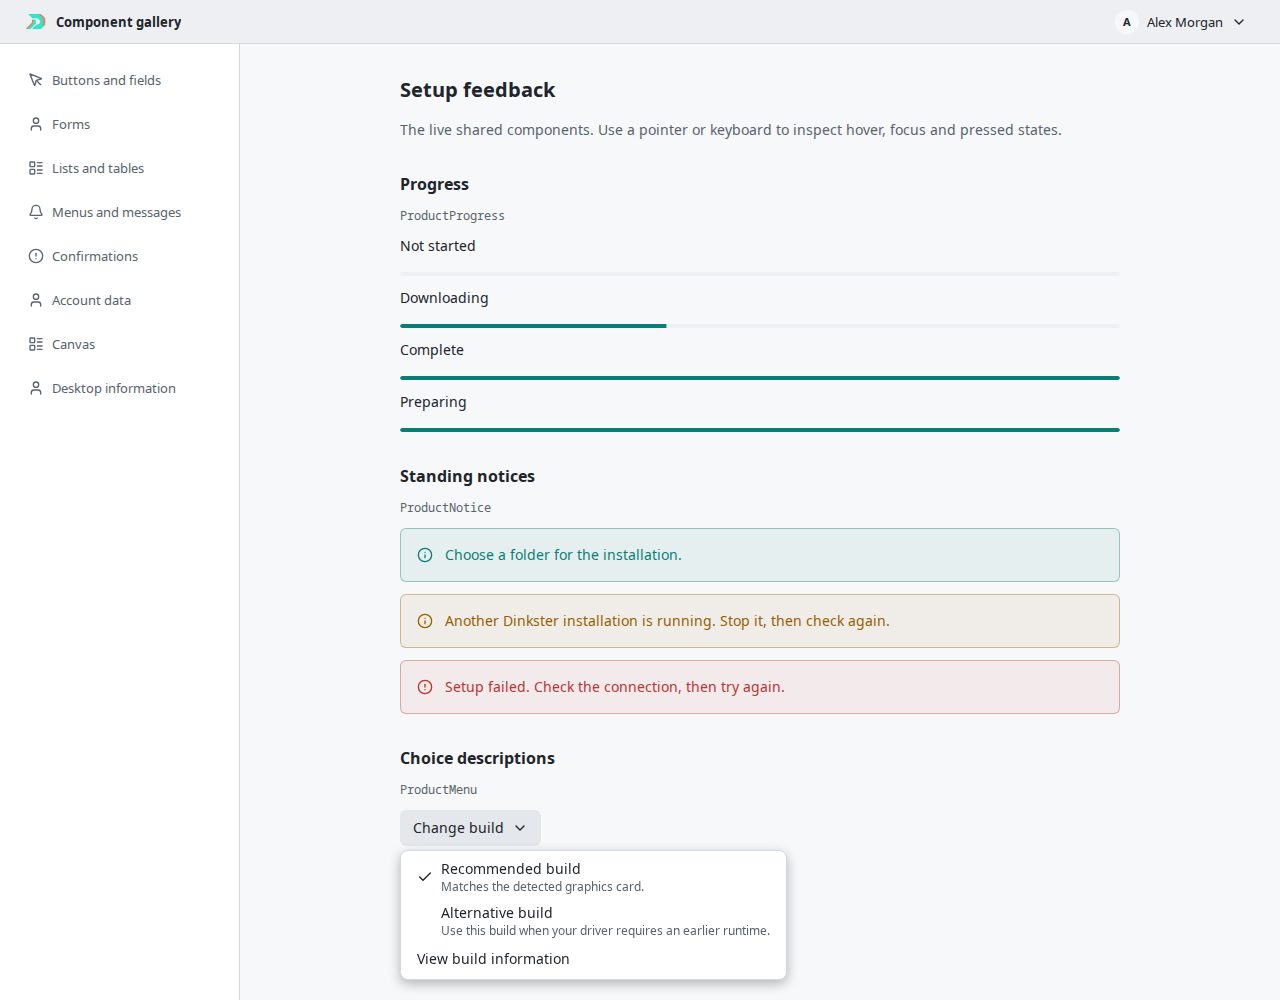 Component gallery
A Alex Morgan
Buttons and fields
Forms
Lists and tables
Menus and messages
Confirmations
Account data
Canvas
Desktop information
Setup feedback
The live shared components. Use a pointer or keyboard to inspect hover, focus and pressed states.
Progress
ProductProgress
Not started
Downloading
Complete
Preparing
Standing notices
ProductNotice
Choose a folder for the installation.
Another Dinkster installation is running. Stop it, then check again.
Setup failed. Check the connection, then try again.
Choice descriptions
ProductMenu
Change build
Recommended build
Matches the detected graphics card.
Alternative build
Use this build when your driver requires an earlier runtime.
View build information